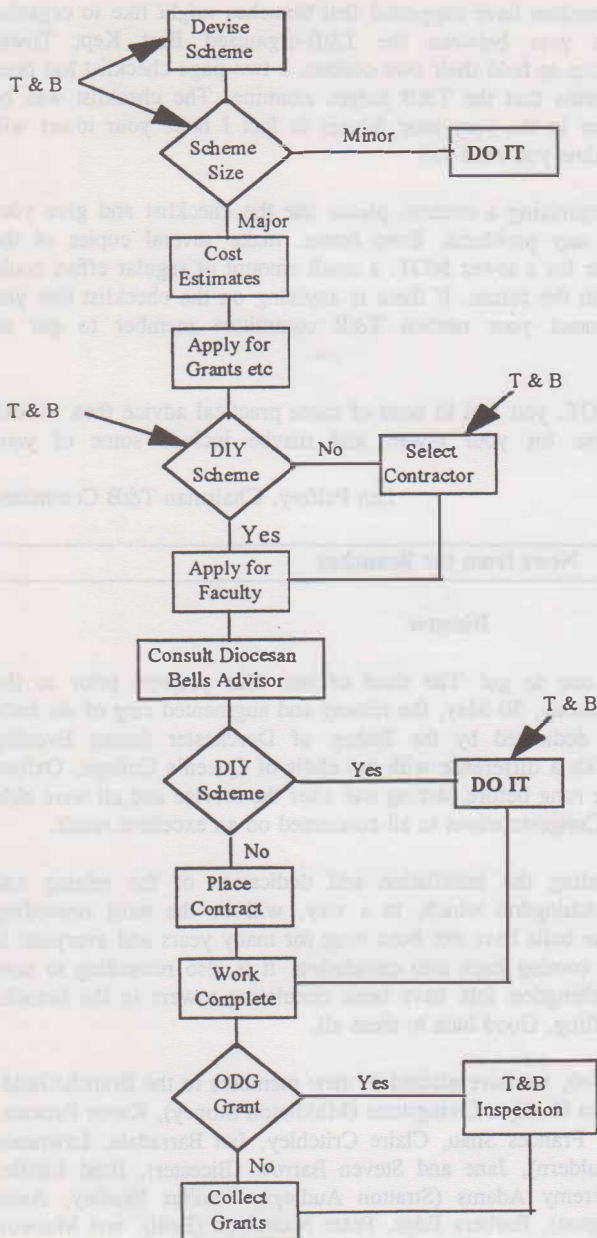 Devise
Scheme
T & B
Scheme
Size
Minor
DO IT
Major
Cost
Estimates
Apply for
Grants etc
T & B
T & B
DIY
Scheme
No
Select
Contractor
Yes
Apply for
Faculty
Consult Diocesan
Bells Advisor
T & B
DIY
Scheme
Yes
DO IT
No
Place
Contract
Work
Complete
ODG
Grant
Yes
T&B
Inspection
No
Collect
Grants